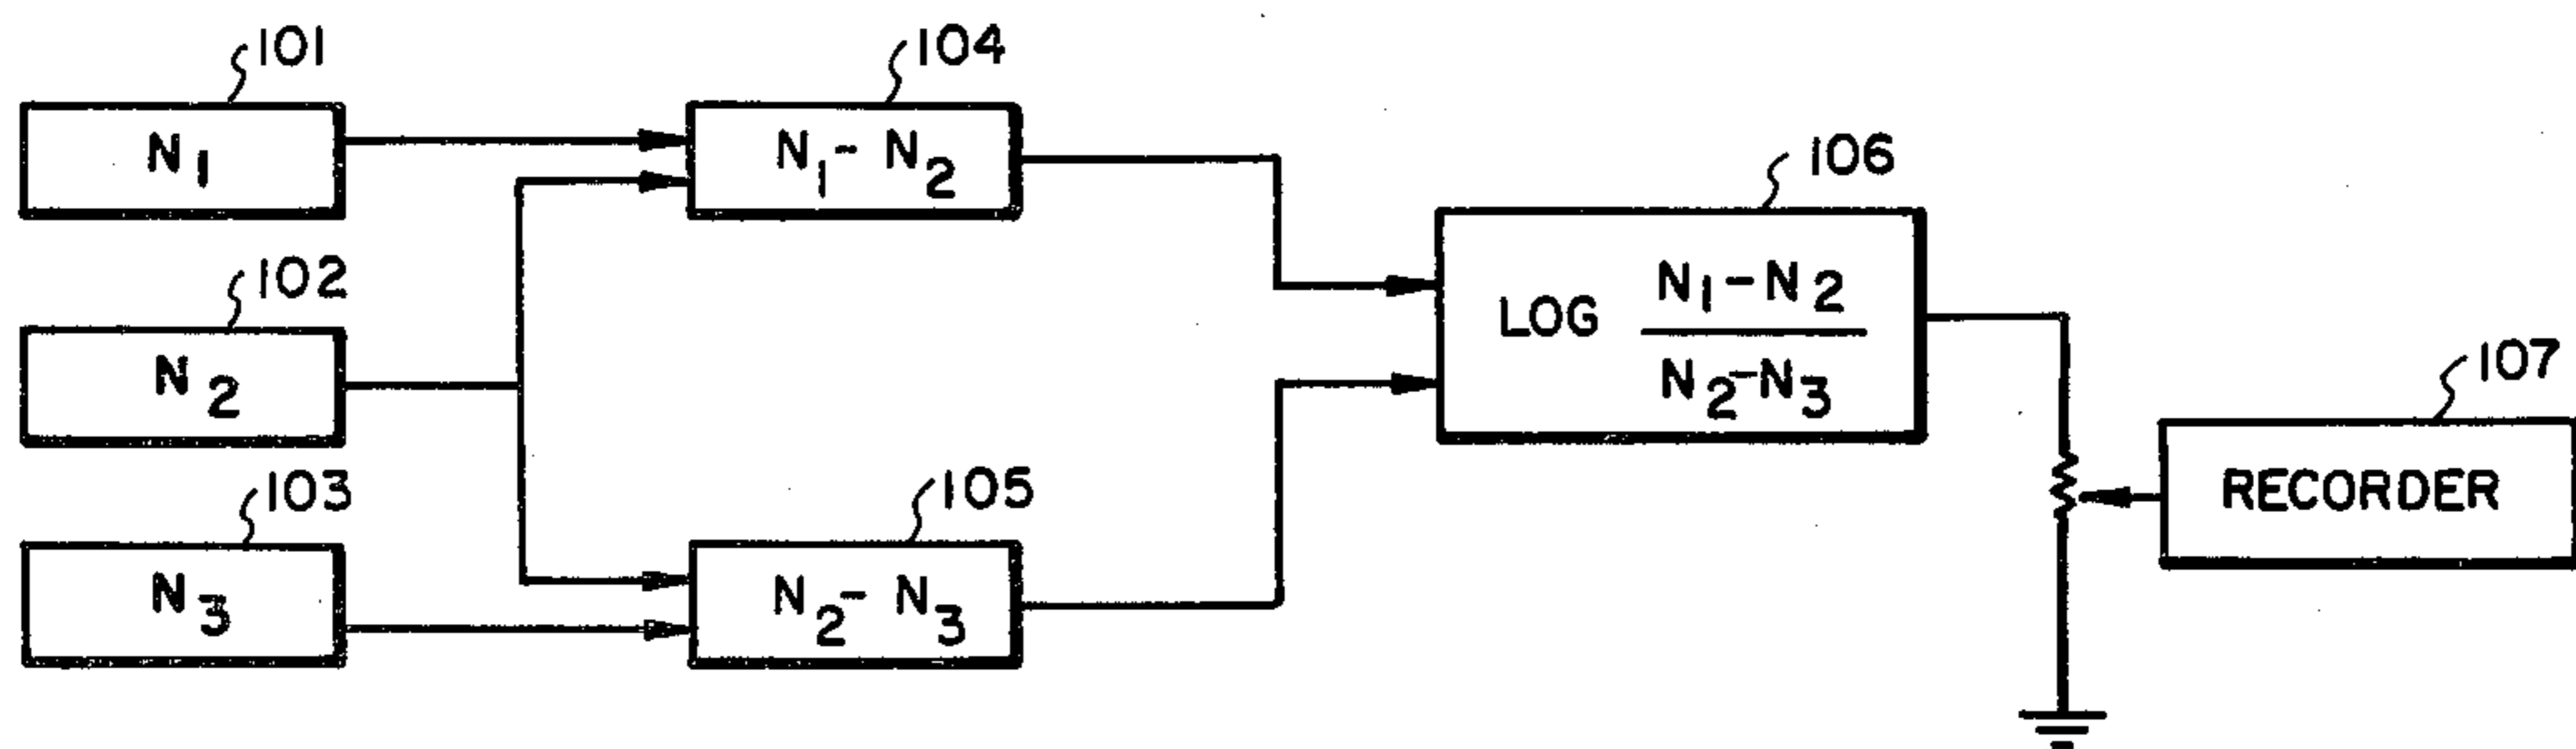 101
N1
104
N1 - N2
102
N2
103
N3
105
N2 - N3
106
LOG N1 - N2
N2 - N3
107
RECORDER